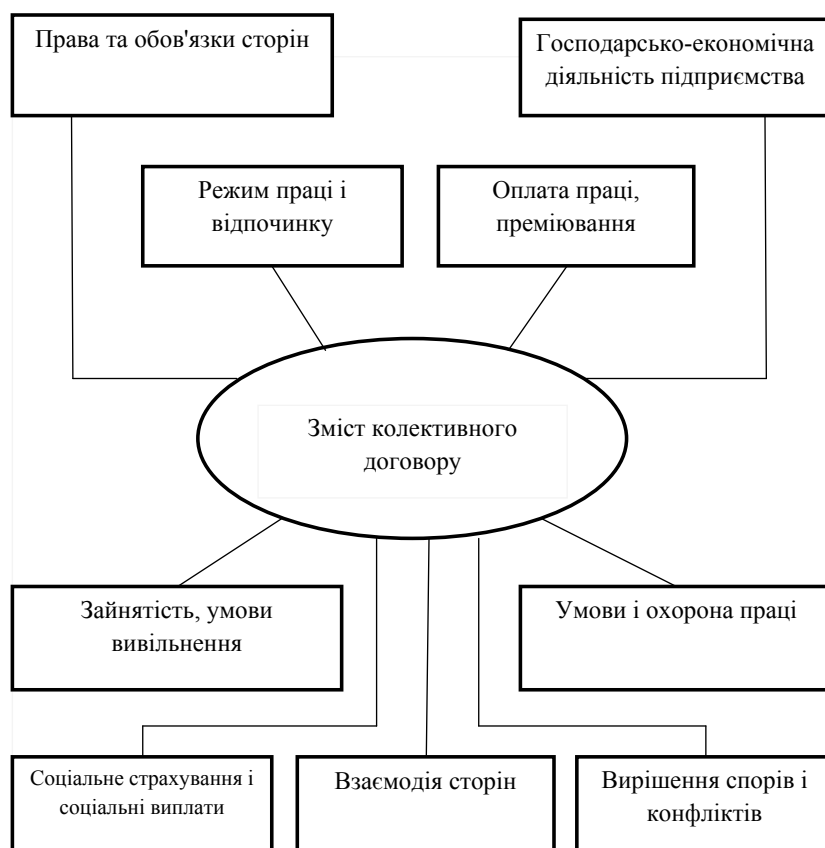 Права та обов'язки сторін
Господарсько-економічна
діяльність підприємства
Режим праці і
відпочинку
Оплата праці,
преміювання
Зміст колективного
договору
Зайнятість, умови
вивільнення
Умови і охорона праці
Соціальне страхування і
соціальні виплати
Взаємодія сторін
Вирішення спорів і
конфліктів